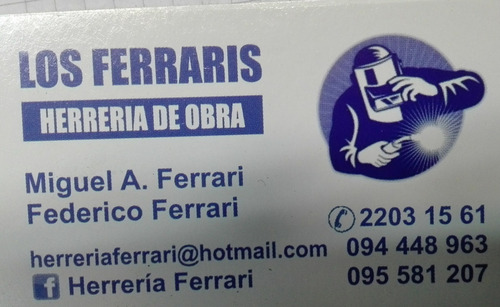 LOS FERRARIS
HERRERIA DE OBRA
Miguel A. Ferrari
Federico Ferrari
2203 15 61
herreriaferrari@hotmail.com
094 448 963
f Herrería Ferrari
095 581 207